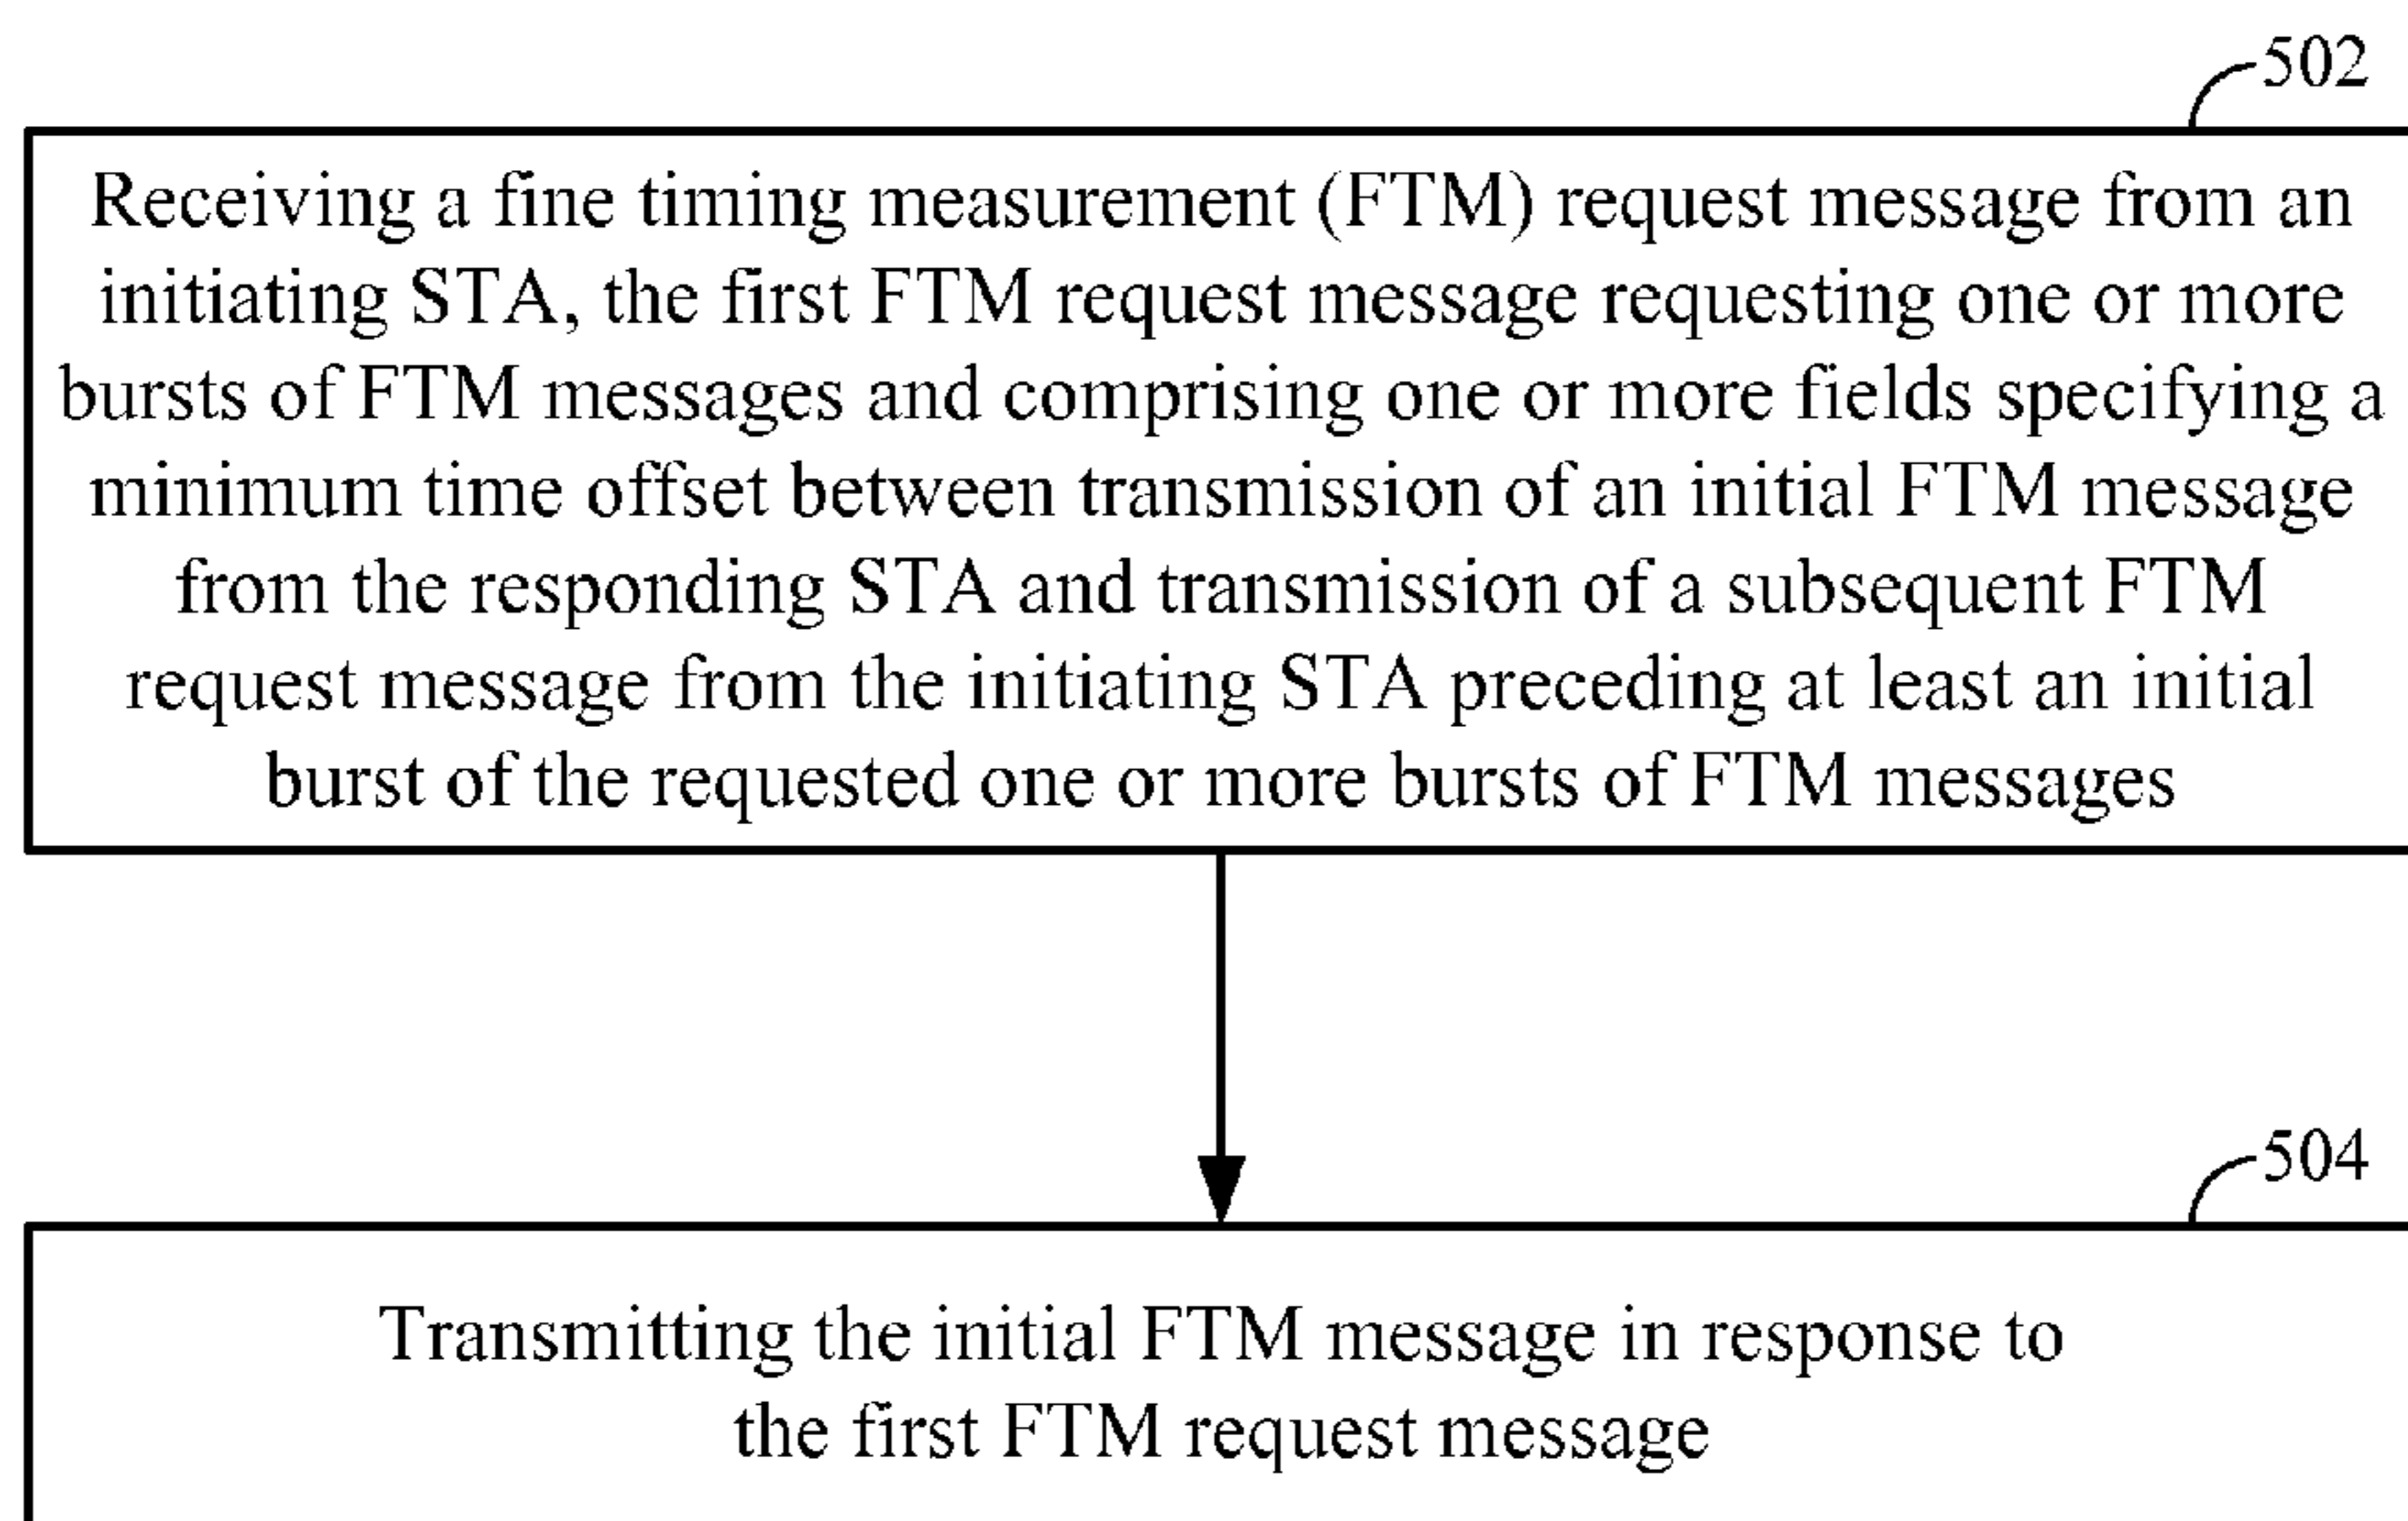 502
Receiving a fine timing measurement (FTM) request message from an
initiating STA, the first FTM request message requesting one or more
bursts of FTM messages and comprising one or more fields specifying a
minimum time offset between transmission of an initial FTM message
from the responding STA and transmission of a subsequent FTM
request message from the initiating STA preceding at least an initial
burst of the requested one or more bursts of FTM messages
504
Transmitting the initial FTM message in response to
the first FTM request message